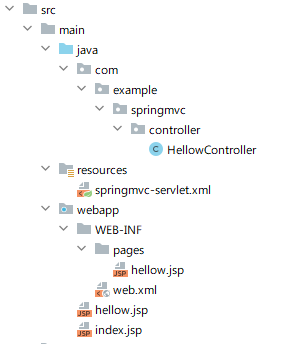 src
main
java
com
example
springmvc
controller
C HellowController
resources
springmvc-servlet.xml
webapp
WEB-INF
pages
JSP hellow.jsp
web.xml
JSP hellow.jsp
JSP index.jsp